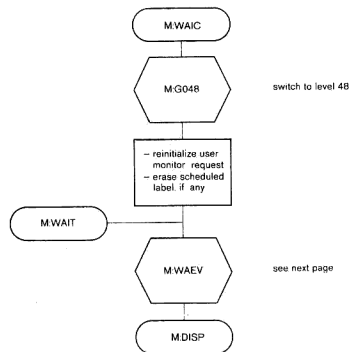 M:WAIC
M:G048
switch to level 48
– reinitialize user
monitor request
– erase scheduled
label, if any
M:WAIT
M:WAEV
see next page
M:DISP